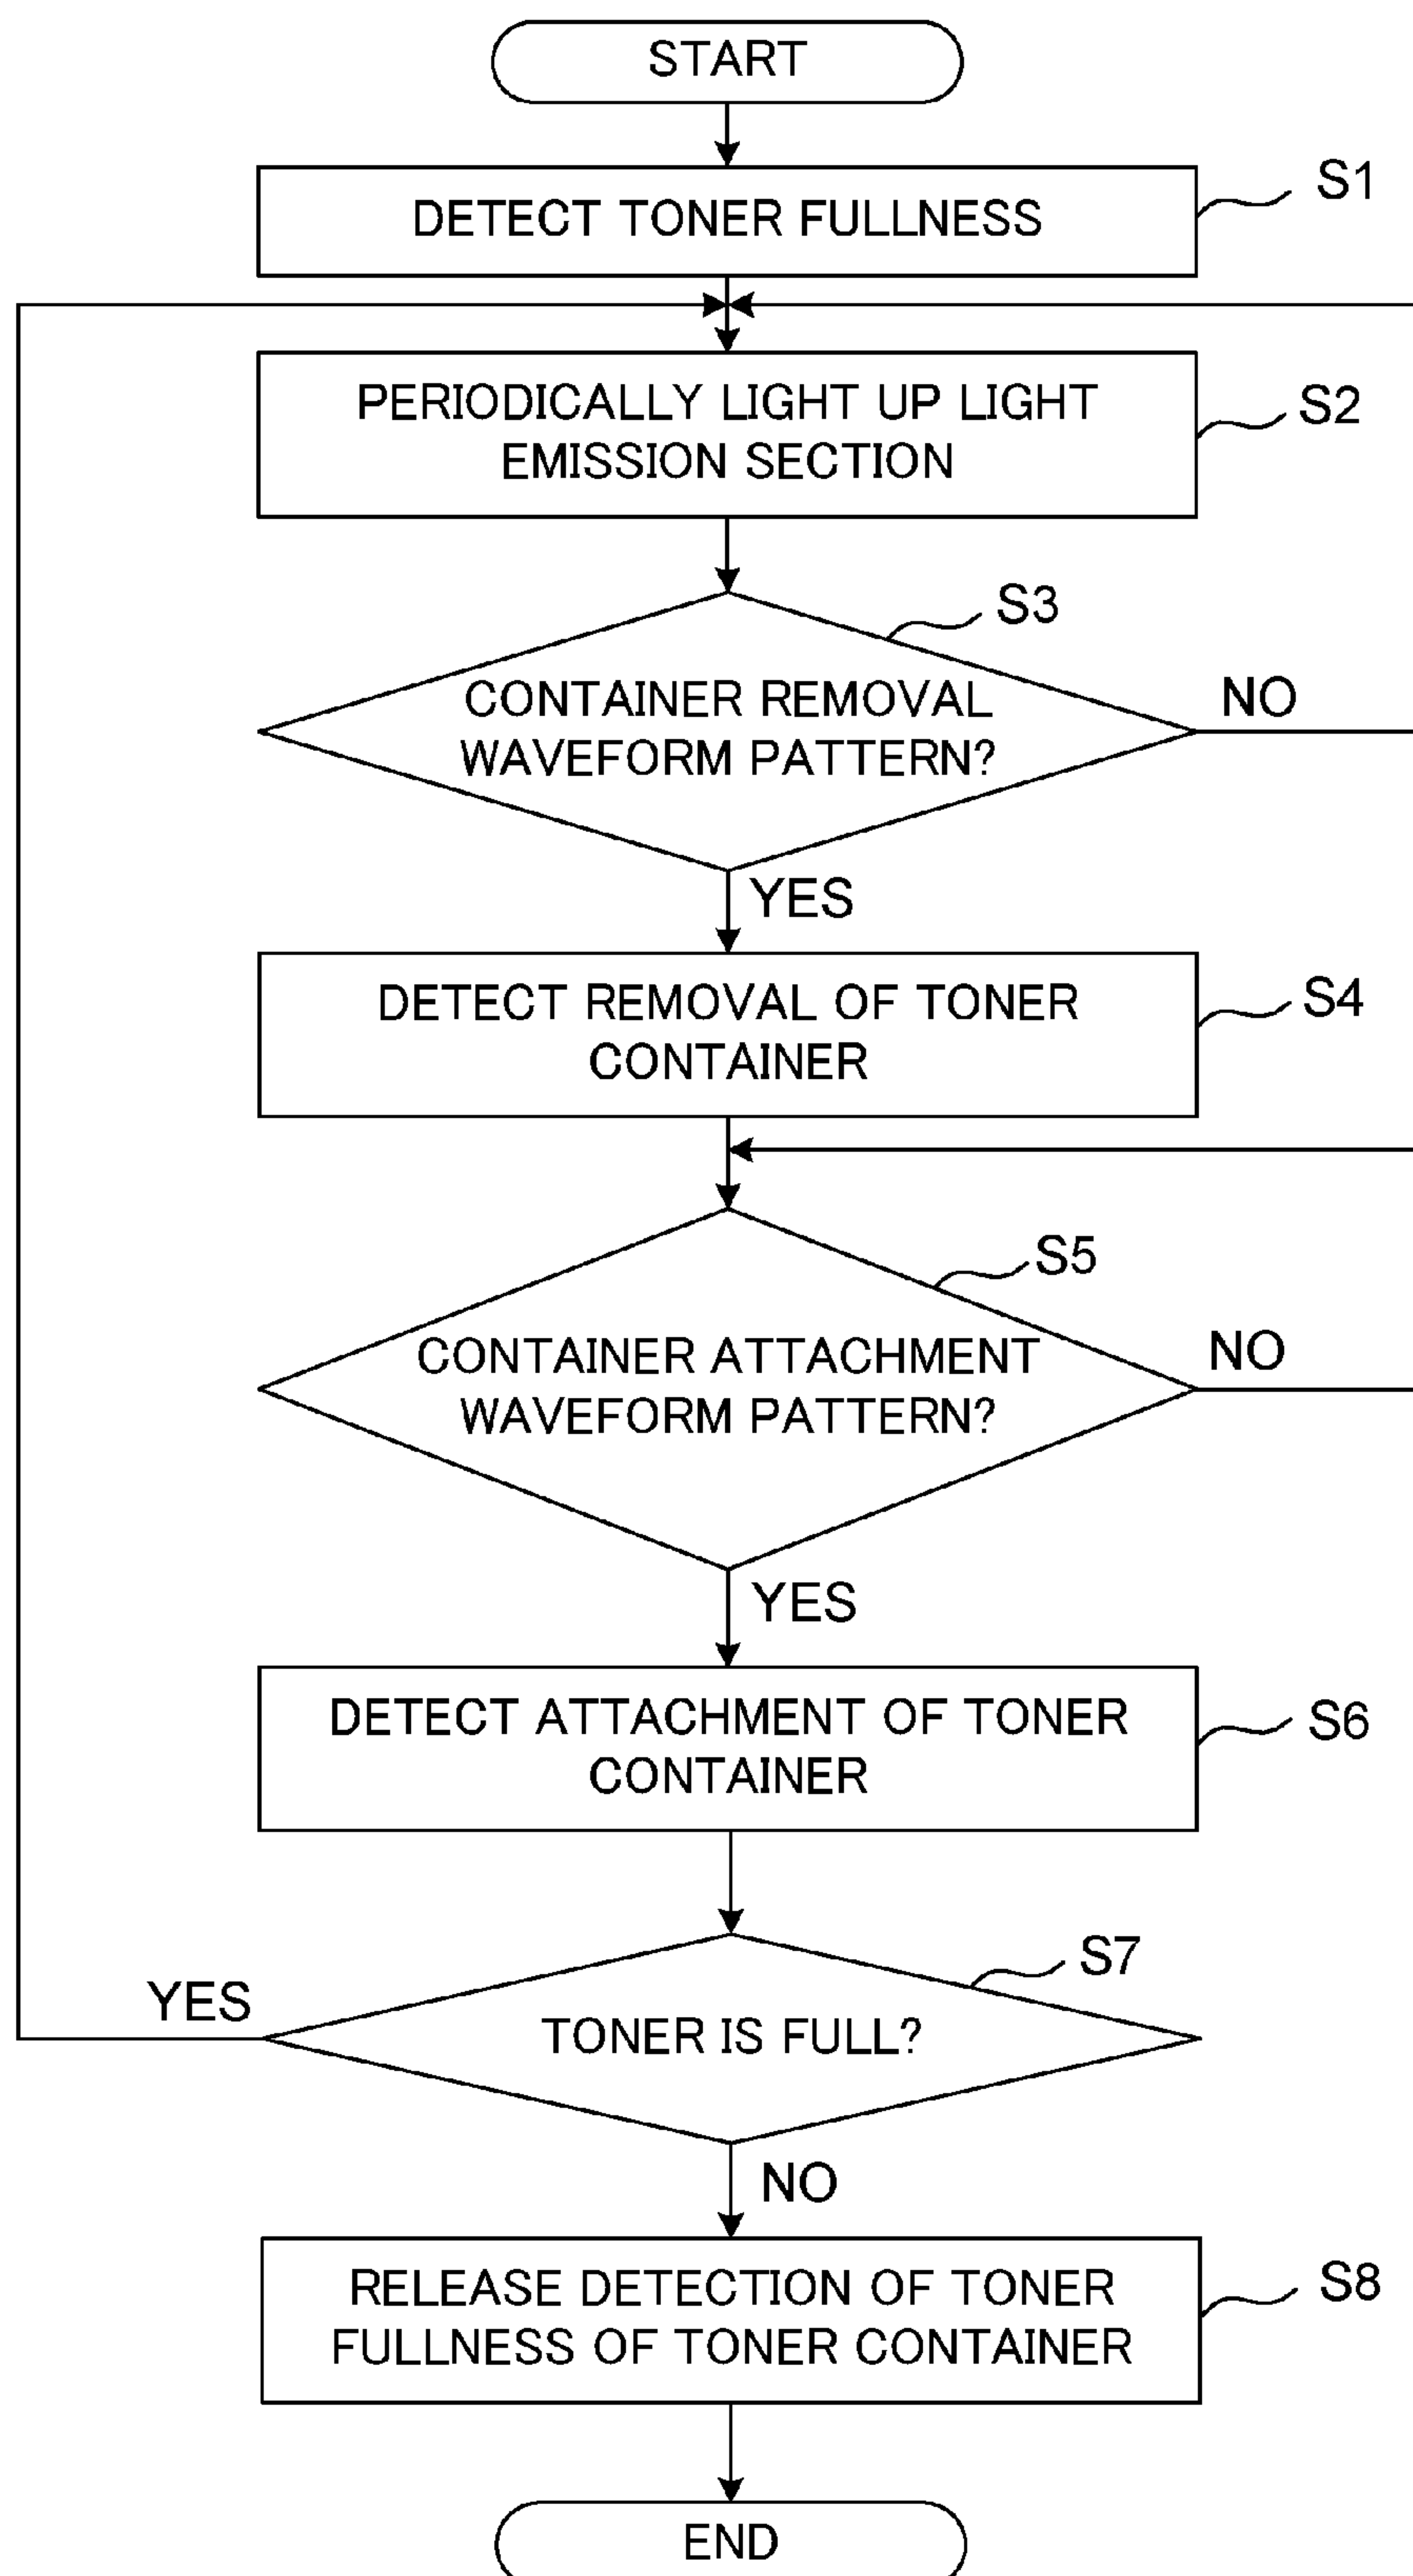 START
DETECT TONER FULLNESS
S1
PERIODICALLY LIGHT UP LIGHT
EMISSION SECTION
S2
S3
CONTAINER REMOVAL
WAVEFORM PATTERN?
NO
YES
DETECT REMOVAL OF TONER
CONTAINER
S4
S5
CONTAINER ATTACHMENT
WAVEFORM PATTERN?
NO
YES
DETECT ATTACHMENT OF TONER
CONTAINER
S6
S7
YES
TONER IS FULL?
NO
RELEASE DETECTION OF TONER
FULLNESS OF TONER CONTAINER
S8
END